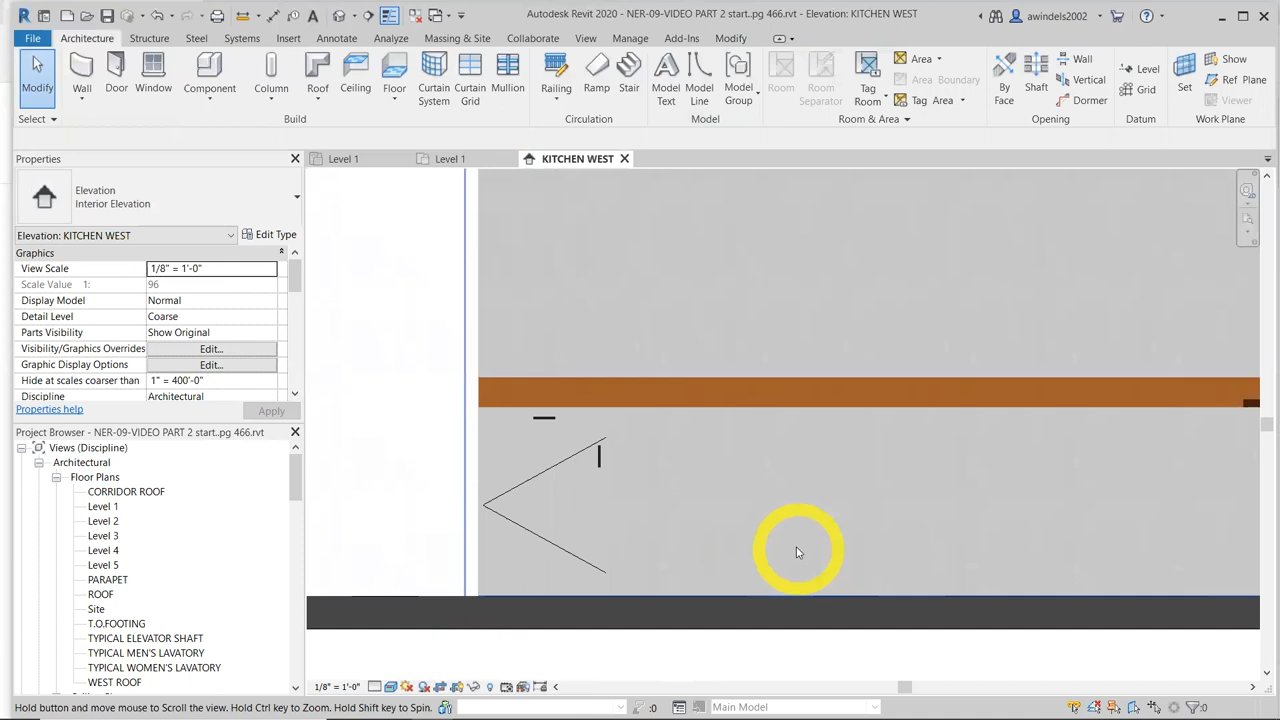 Autodesk Revit 2020 - NER-09-VIDEO PART 2 start..pg 466.rvt - Elevation: KITCHEN WEST
awindels2002
File Architecture Structure Steel Systems Insert Annotate Analyze Massing & Site Collaborate View Manage Add-Ins Modify
Modify Wall Door Window Component Column Roof Ceiling Floor Curtain System Curtain Grid Mullion Railing Ramp Stair Model Text Model Line Model Group Room Room Separator Tag Room Area Area Boundary Tag Area By Face Shaft Wall Vertical Dormer Level Grid Set Show Ref Plane Viewer
Select Build Circulation Model Room & Area Opening Datum Work Plane
Properties
Level 1
Level 1
KITCHEN WEST
Elevation
Interior Elevation
Elevation: KITCHEN WEST
Edit Type
Graphics
View Scale 1/8" = 1'-0"
Scale Value 1: 96
Display Model Normal
Detail Level Coarse
Parts Visibility Show Original
Visibility/Graphics Overrides Edit...
Graphic Display Options Edit...
Hide at scales coarser than 1" = 400'-0"
Discipline Architectural
Properties help
Apply
Project Browser - NER-09-VIDEO PART 2 start..pg 466.rvt
Views (Discipline)
Architectural
Floor Plans
CORRIDOR ROOF
Level 1
Level 2
Level 3
Level 4
Level 5
PARAPET
ROOF
Site
T.O.FOOTING
TYPICAL ELEVATOR SHAFT
TYPICAL MEN'S LAVATORY
TYPICAL WOMEN'S LAVATORY
WEST ROOF
1/8" = 1'-0"
Hold button and move mouse to Scroll the view. Hold Ctrl key to Zoom. Hold Shift key to Spin.
:0
Main Model
:0